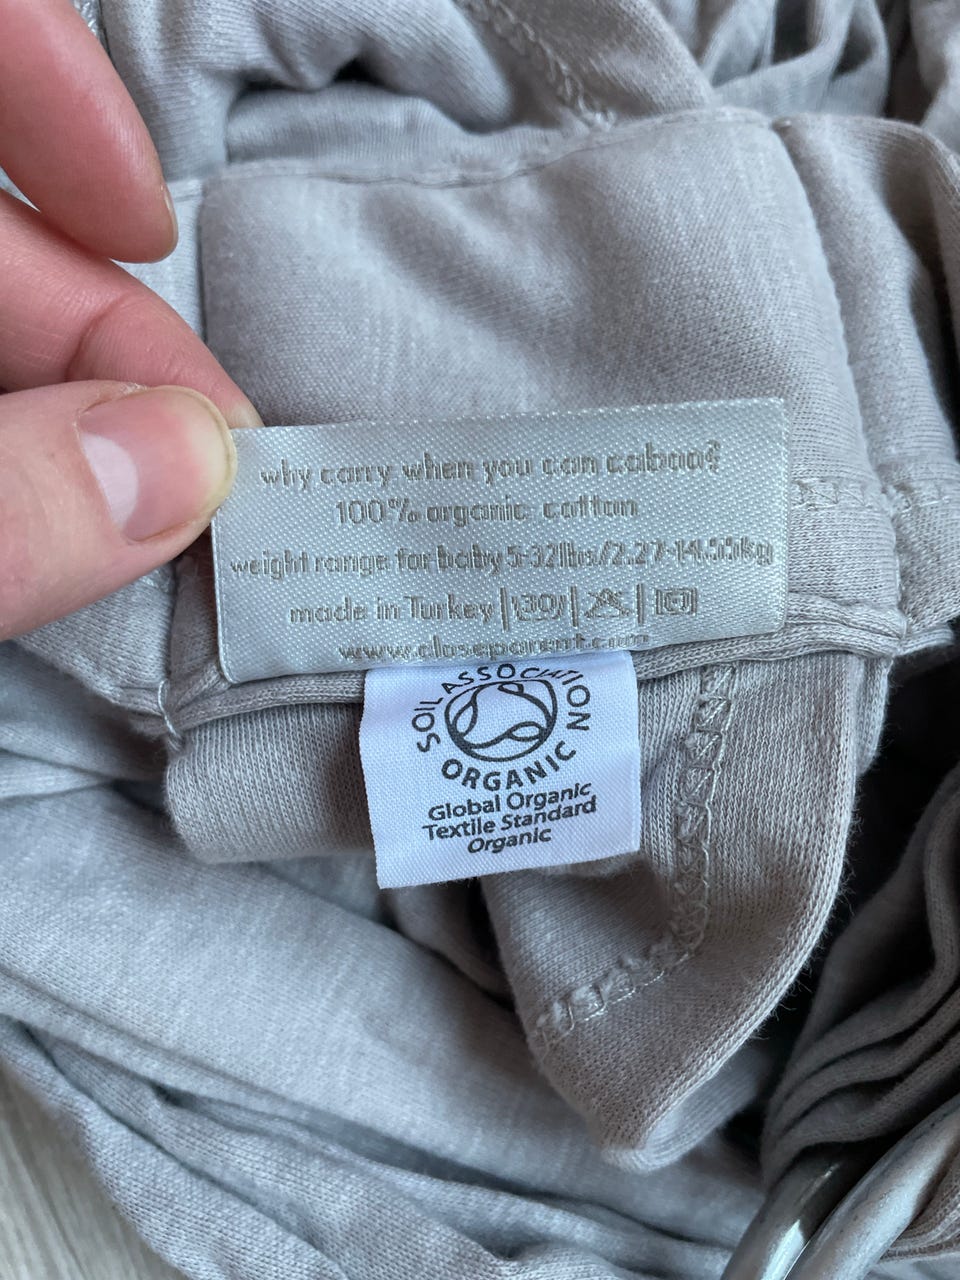 why carry when you can caboo?
100% organic cotton
weight range for baby 5-32lbs/2.27-14.55kg
made in Turkey | 30 |
www.closeparent.com
SOIL ASSOCIATION
ORGANIC
Global Organic
Textile Standard
Organic